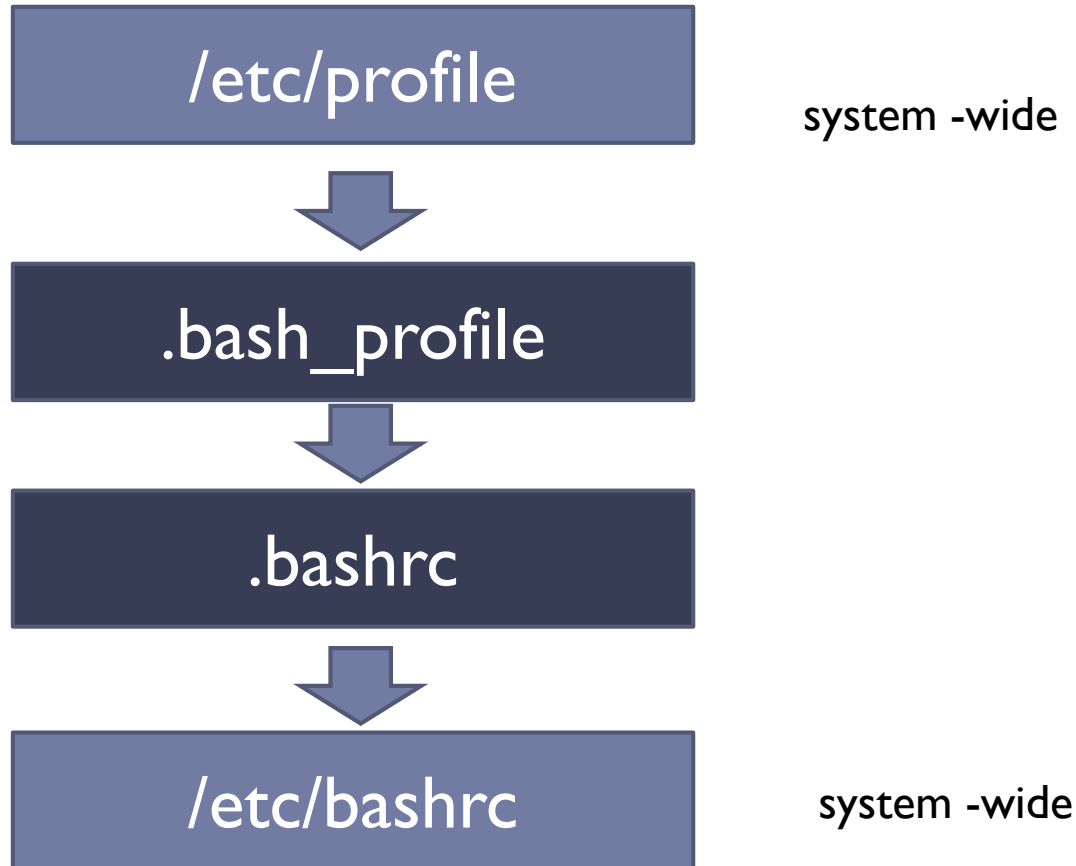 /etc/profile
system -wide
.bash_profile
.bashrc
/etc/bashrc
system -wide